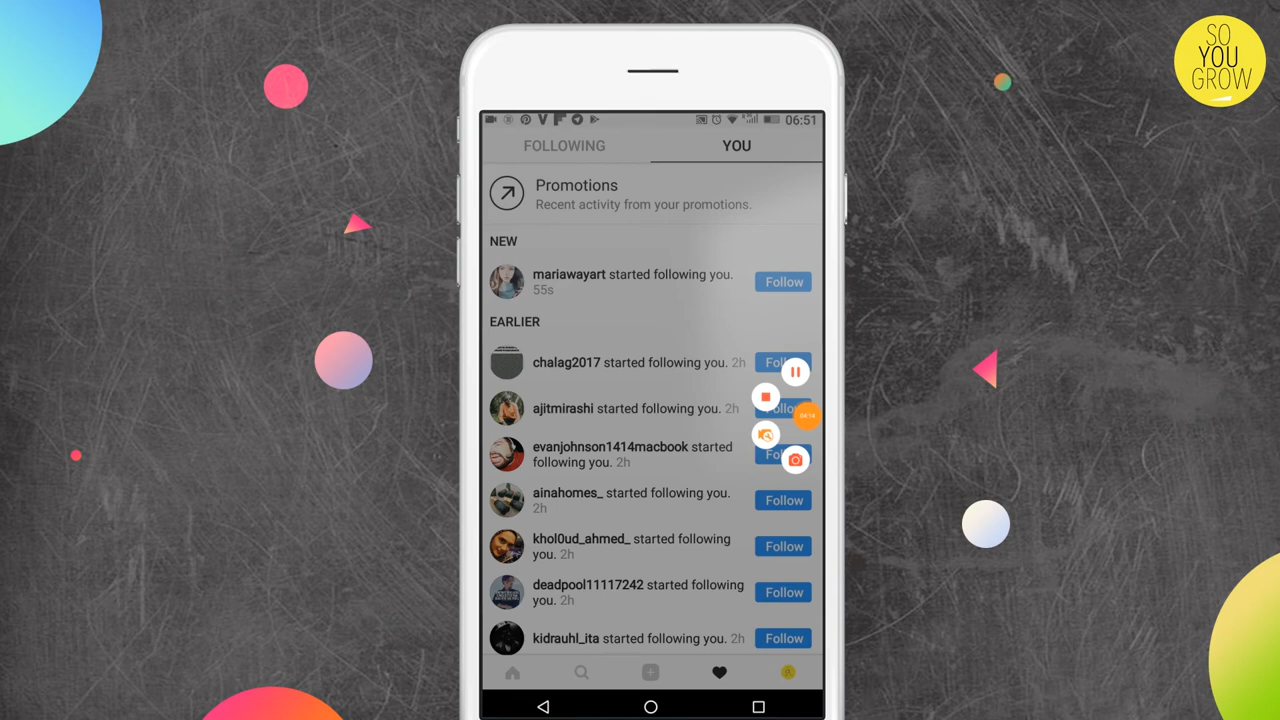 SO
YOU
GROW
06:51
FOLLOWING YOU
Promotions
Recent activity from your promotions.
NEW
mariawayart started following you.
55s
Follow
EARLIER
chalag2017 started following you. 2h
ajitmirashi started following you. 2h
evanjohnson1414macbook started
following you. 2h
ainahomes_ started following you.
2h
Follow
khol0ud_ahmed_ started following
you. 2h
Follow
deadpool11117242 started following
you. 2h
Follow
kidrauhl_ita started following you. 2h
Follow